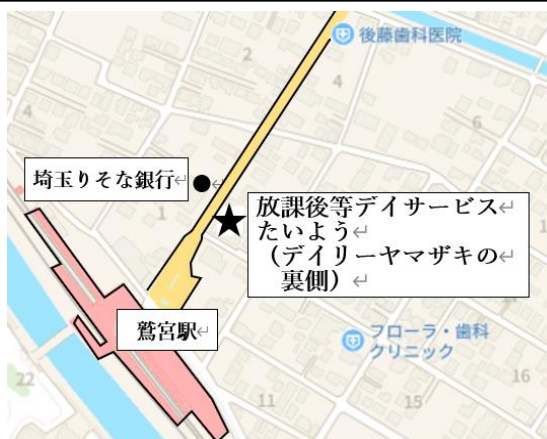 後藤歯科医院
2
4
4
6
埼玉りそな銀行
1
放課後等デイサービス
たいよう
（デイリーヤマザキの
裏側）
1
鷲宮駅
フローラ・歯科
クリニック
22
11
15
16